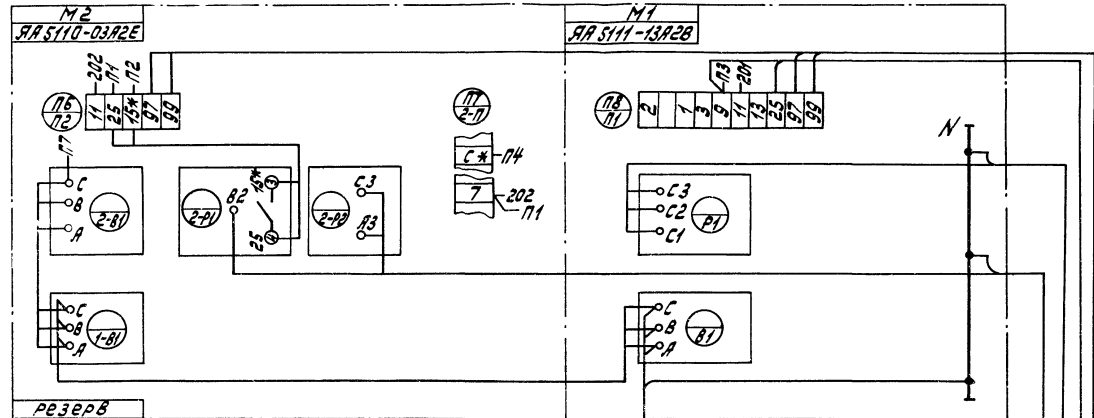 М2
ЯА 5110-03А2Е
М1
ЯА 5111-13А2В
202
П1
П2
П6
П2
11
25
15*
97
99
П7
2-П
С* П4
7 202
П1
П3
201
П8
П1
2
1
3
9
11
13
25
97
99
N
П7
С
В
А
2-В1
2-Р1
В2
15*
3
25
4
2-Р2
С3
А3
С3
С2
С1
Р1
С
В
А
1-В1
С
В
А
В1
резерв